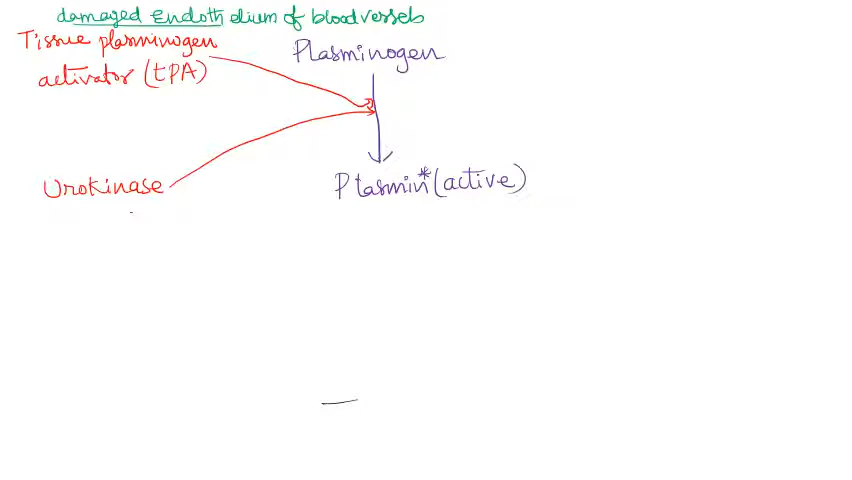 damaged Endothelium of blood vessels
Tissue plasminogen
activator (tPA)
Plasminogen
Urokinase
Plasmin*(active)